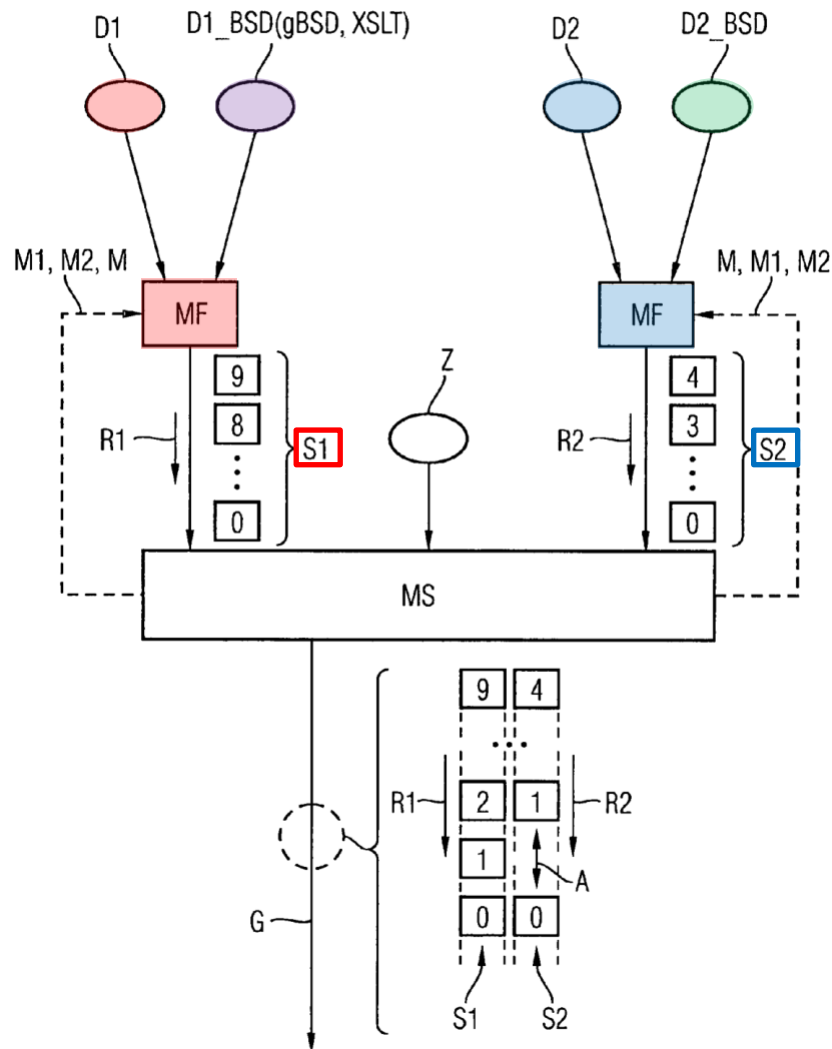 D1 D1_BSD(gBSD, XSLT) D2 D2_BSD
M1, M2, M M, M1, M2
MF MF
Z
9 4
R1 8 S1 R2 3 S2
0 0
MS
9 4
R1 2 1 R2
1
A
G 0 0
S1 S2